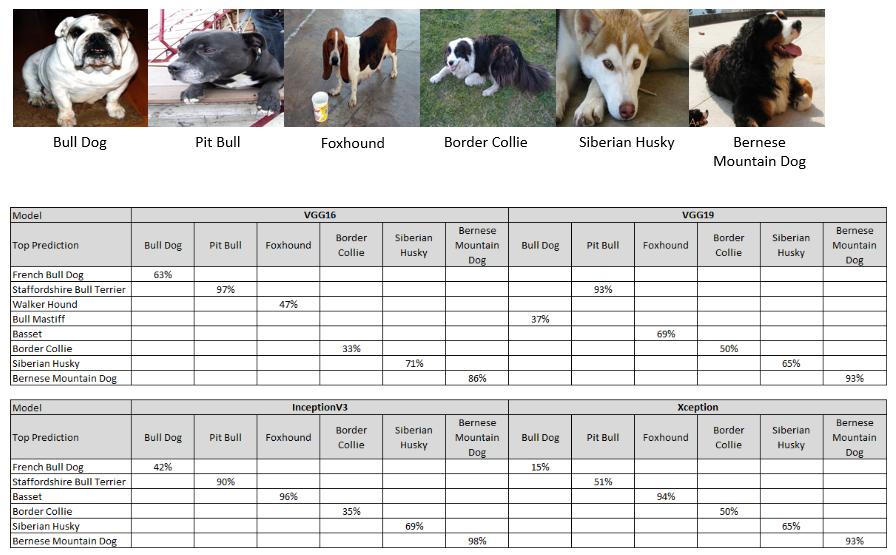 Bull Dog Pit Bull Foxhound Border Collie Siberian Husky Bernese
Mountain Dog
Model VGG16 VGG19
Top Prediction Bull Dog Pit Bull Foxhound Border Collie Siberian Husky Bernese Mountain Dog Bull Dog Pit Bull Foxhound Border Collie Siberian Husky Bernese Mountain Dog
French Bull Dog 63%
Staffordshire Bull Terrier 97% 93%
Walker Hound 47%
Bull Mastiff 37%
Basset 69%
Border Collie 33% 50%
Siberian Husky 71% 65%
Bernese Mountain Dog 86% 93%
Model InceptionV3 Xception
Top Prediction Bull Dog Pit Bull Foxhound Border Collie Siberian Husky Bernese Mountain Dog Bull Dog Pit Bull Foxhound Border Collie Siberian Husky Bernese Mountain Dog
French Bull Dog 42% 15%
Staffordshire Bull Terrier 90% 51%
Basset 96% 94%
Border Collie 35% 50%
Siberian Husky 69% 65%
Bernese Mountain Dog 98% 93%